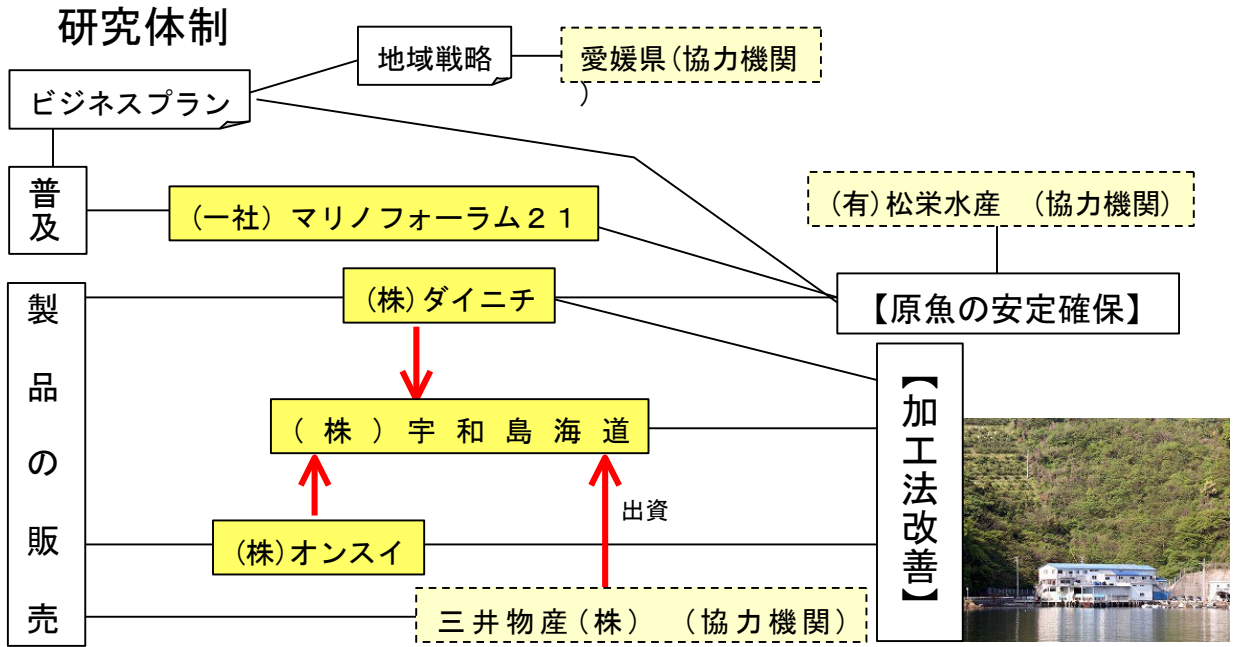 研究体制
地域戦略
愛媛県(協力機関
)
ビジネスプラン
普及
(一社)マリノフォーラム21
(有)松栄水産 (協力機関)
製品の販売
(株)ダイニチ
【原魚の安定確保】
(株)宇和島海道
【加工法改善】
出資
(株)オンスイ
三井物産(株) (協力機関)